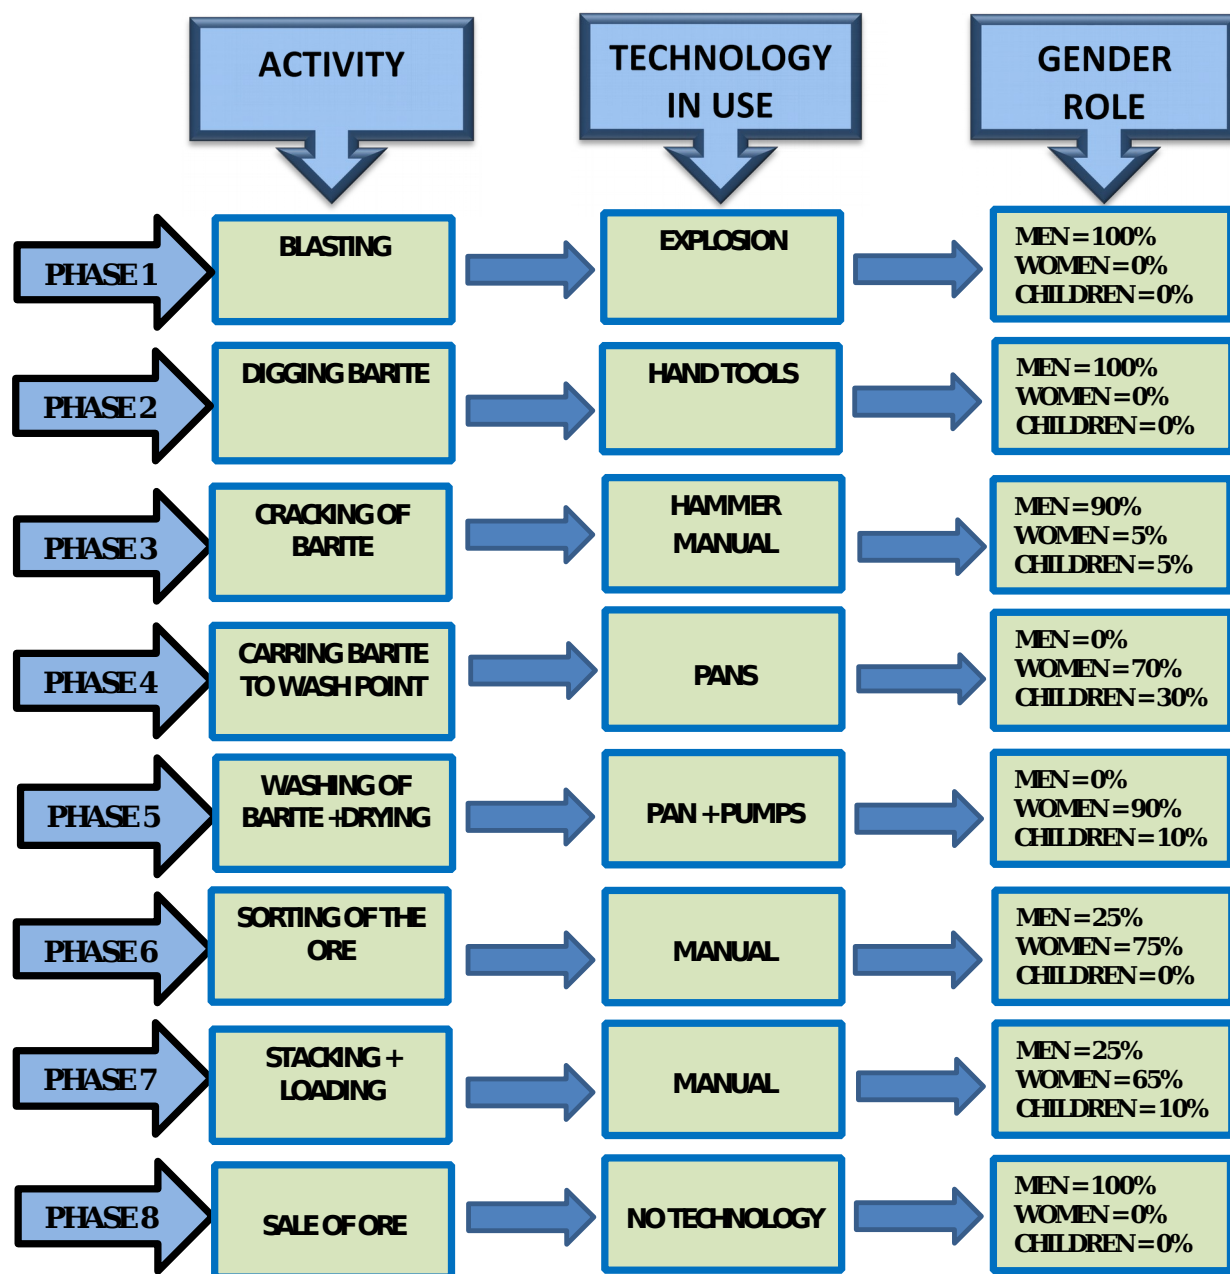 ACTIVITY
TECHNOLOGY
IN USE
GENDER
ROLE
PHASE 1
BLASTING
EXPLOSION
MEN = 100%
WOMEN = 0%
CHILDREN = 0%
PHASE 2
DIGGING BARITE
HAND TOOLS
MEN = 100%
WOMEN = 0%
CHILDREN = 0%
PHASE 3
CRACKING OF
BARITE
HAMMER
MANUAL
MEN = 90%
WOMEN = 5%
CHILDREN = 5%
PHASE 4
CARRING BARITE
TO WASH POINT
PANS
MEN = 0%
WOMEN = 70%
CHILDREN = 30%
PHASE 5
WASHING OF
BARITE +DRYING
PAN + PUMPS
MEN = 0%
WOMEN = 90%
CHILDREN = 10%
PHASE 6
SORTING OF THE
ORE
MANUAL
MEN = 25%
WOMEN = 75%
CHILDREN = 0%
PHASE 7
STACKING +
LOADING
MANUAL
MEN = 25%
WOMEN = 65%
CHILDREN = 10%
PHASE 8
SALE OF ORE
NO TECHNOLOGY
MEN = 100%
WOMEN = 0%
CHILDREN = 0%